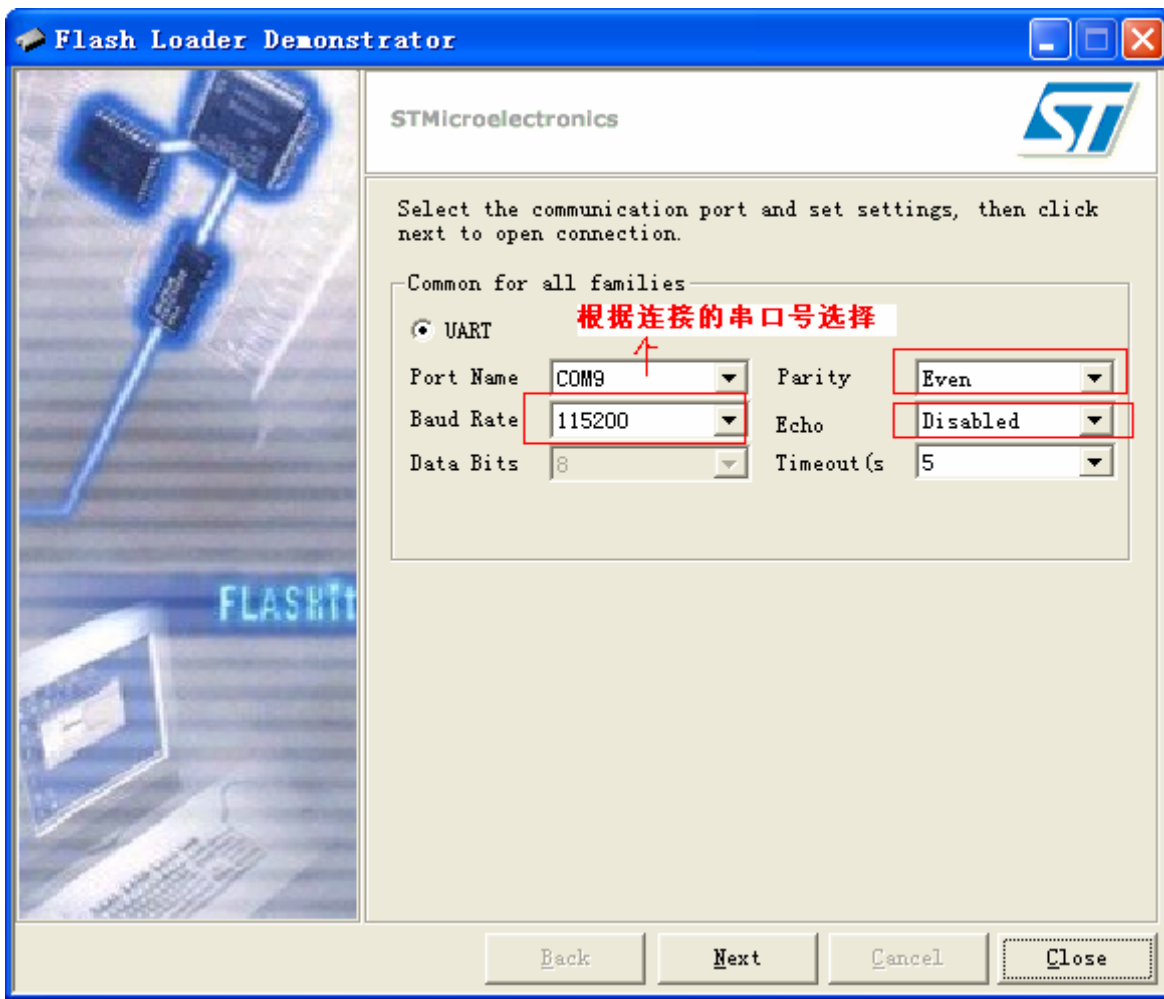 Flash Loader Demonstrator
STMicroelectronics
ST
Select the communication port and set settings, then click
next to open connection.
Common for all families
UART
根据连接的串口号选择
Port Name COM9 Parity Even
Baud Rate 115200 Echo Disabled
Data Bits 8 Timeout(s 5
FLASHit
Back Next Cancel Close